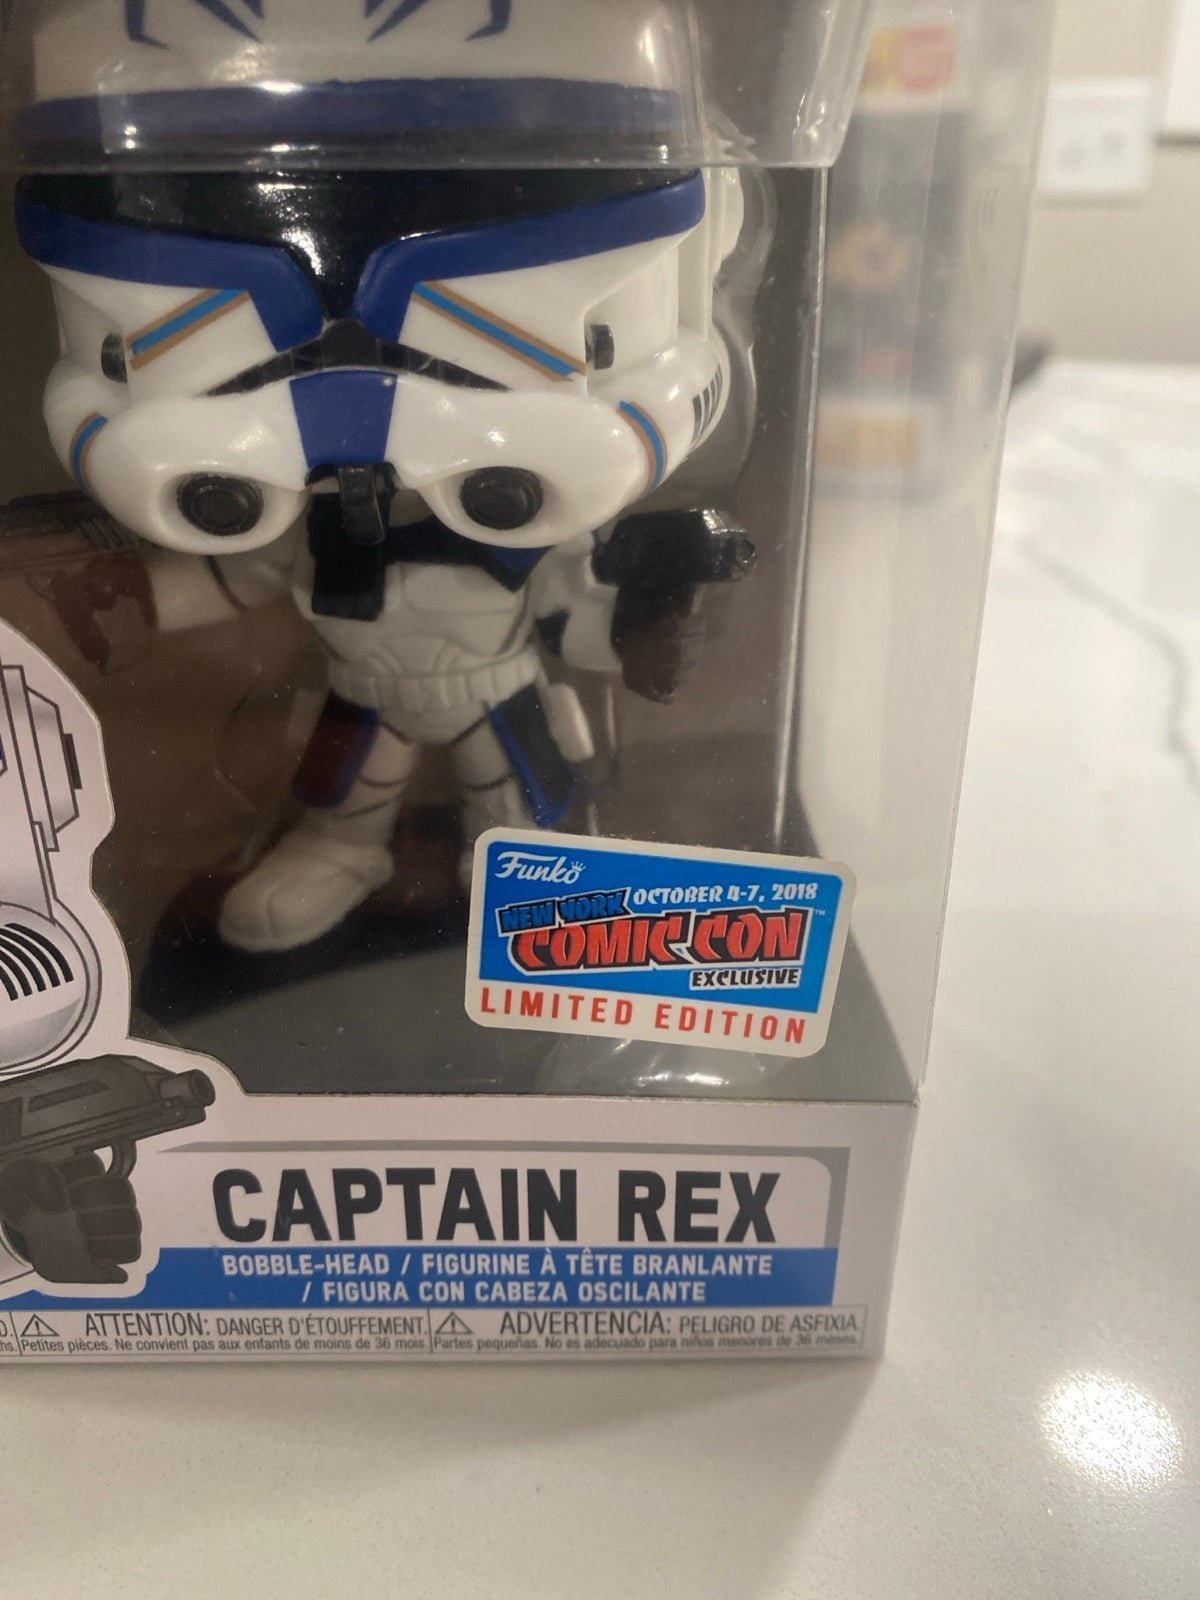 Funko
OCTOBER 4-7, 2018
NEW YORK
COMIC CON™
EXCLUSIVE
LIMITED EDITION
CAPTAIN REX
BOBBLE-HEAD / FIGURINE À TÊTE BRANLANTE
/ FIGURA CON CABEZA OSCILANTE
ATTENTION: DANGER D'ÉTOUFFEMENT.
Petites pièces. Ne convient pas aux enfants de moins de 36 mois.
ADVERTENCIA: PELIGRO DE ASFIXIA.
Partes pequeñas. No es adecuado para niños menores de 36 meses.